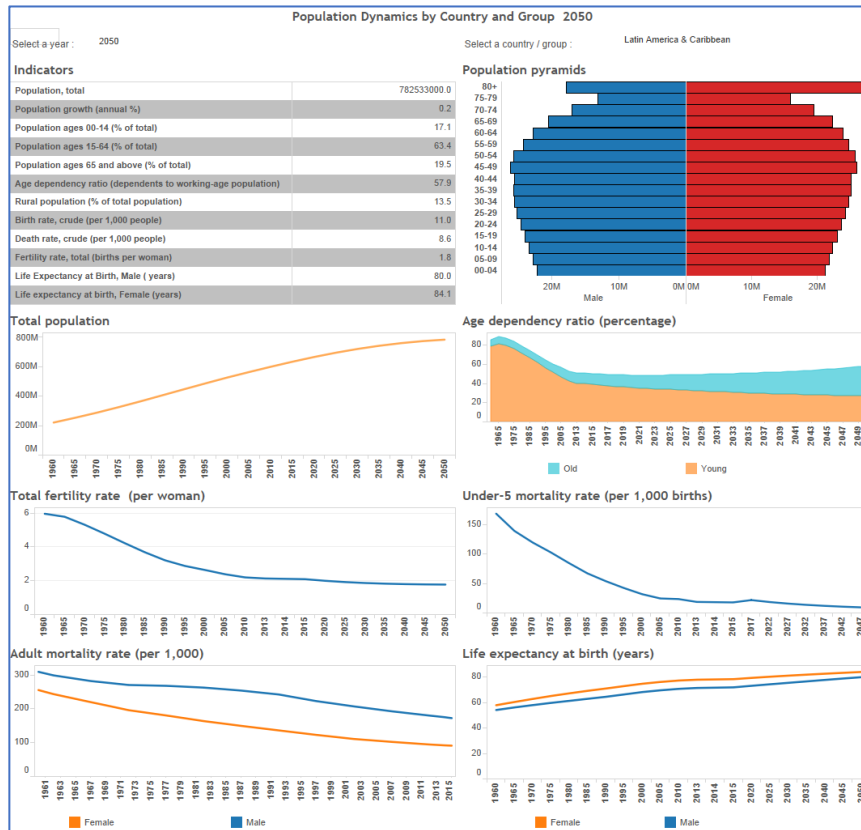 Population Dynamics by Country and Group 2050
Select a year : 2050
Select a country / group : Latin America & Caribbean
Indicators
Population, total 782533000.0
Population growth (annual %) 0.2
Population ages 00-14 (% of total) 17.1
Population ages 15-64 (% of total) 63.4
Population ages 65 and above (% of total) 19.5
Age dependency ratio (dependents to working-age population) 57.9
Rural population (% of total population) 13.5
Birth rate, crude (per 1,000 people) 11.0
Death rate, crude (per 1,000 people) 8.6
Fertility rate, total (births per woman) 1.8
Life Expectancy at Birth, Male ( years) 80.0
Life expectancy at birth, Female (years) 84.1
Population pyramids
80+
75-79
70-74
65-69
60-64
55-59
50-54
45-49
40-44
35-39
30-34
25-29
20-24
15-19
10-14
05-09
00-04
20M 10M 0M 0M 10M 20M
Male Female
Total population
800M
600M
400M
200M
0M
1960 1965 1970 1975 1980 1985 1990 1995 2000 2005 2010 2015 2020 2025 2030 2035 2040 2045 2050
Age dependency ratio (percentage)
80
60
40
20
0
1965 1975 1985 1995 2005 2013 2015 2017 2019 2021 2023 2025 2027 2029 2031 2033 2035 2037 2039 2041 2043 2045 2047 2049
Old Young
Total fertility rate (per woman)
6
4
2
0
1960 1965 1970 1975 1980 1985 1990 1995 2000 2005 2010 2013 2014 2015 2020 2025 2030 2035 2040 2045 2050
Under-5 mortality rate (per 1,000 births)
150
100
50
0
1960 1965 1970 1975 1980 1985 1990 1995 2000 2005 2010 2013 2014 2015 2017 2022 2027 2032 2037 2042 2047
Adult mortality rate (per 1,000)
300
200
100
0
1961 1963 1965 1967 1969 1971 1973 1975 1977 1979 1981 1983 1985 1987 1989 1991 1993 1995 1997 1999 2001 2003 2005 2007 2009 2011 2013 2015
Female Male
Life expectancy at birth (years)
80
60
40
20
0
1960 1965 1970 1975 1980 1985 1990 1995 2000 2005 2010 2013 2014 2015 2020 2025 2030 2035 2040 2045 2050
Female Male